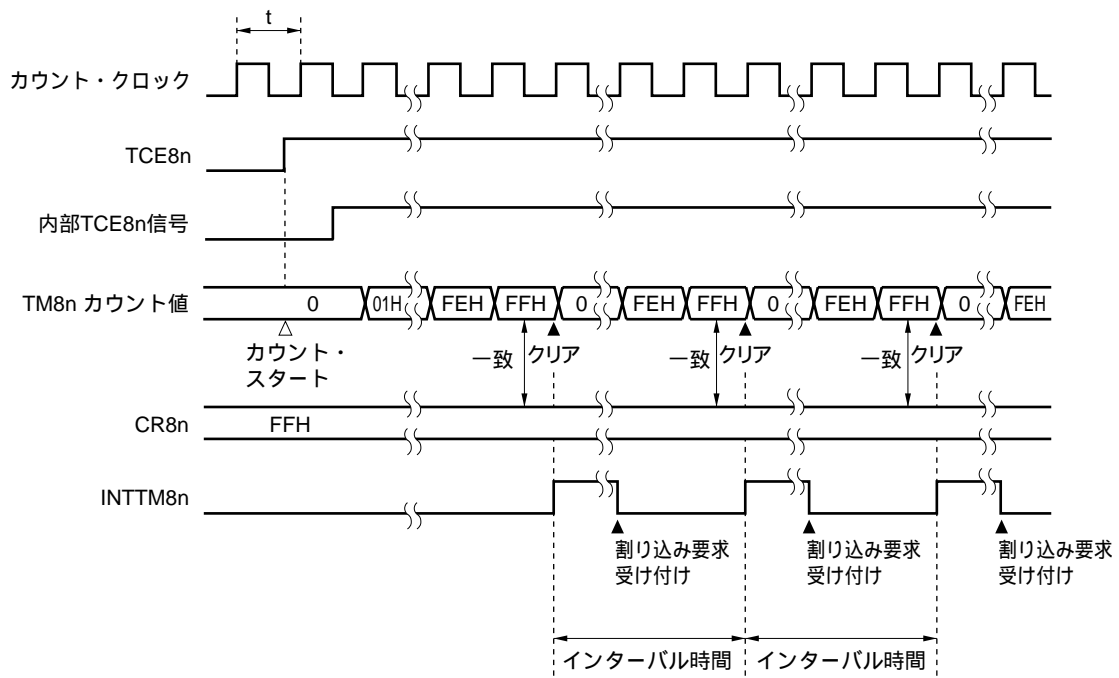 t
カウント・クロック
TCE8n
内部TCE8n信号
TM8n カウント値
0
01H
FEH
FFH
0
FEH
FFH
0
FEH
FFH
0
FEH
カウント・
スタート
一致
クリア
一致
クリア
一致
クリア
CR8n
FFH
INTTM8n
割り込み要求
受け付け
割り込み要求
受け付け
割り込み要求
受け付け
インターバル時間
インターバル時間